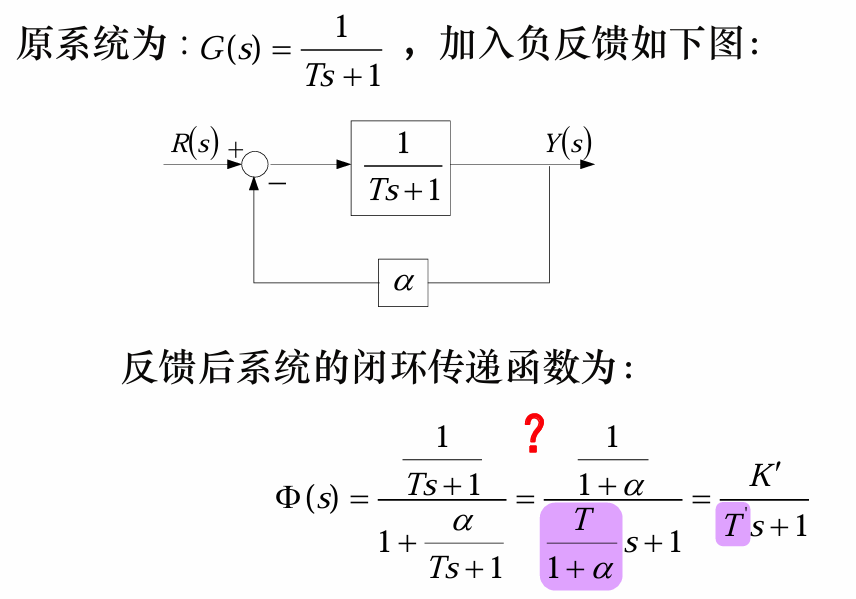 原系统为：G(s) = 1/(Ts+1) ，加入负反馈如下图：
R(s) + − 1/(Ts+1) Y(s)
α
反馈后系统的闭环传递函数为：
?
Φ(s) = (1/(Ts+1))/(1+α/(Ts+1)) = (1/(1+α))/((T/(1+α))s+1) = K′/(T's+1)